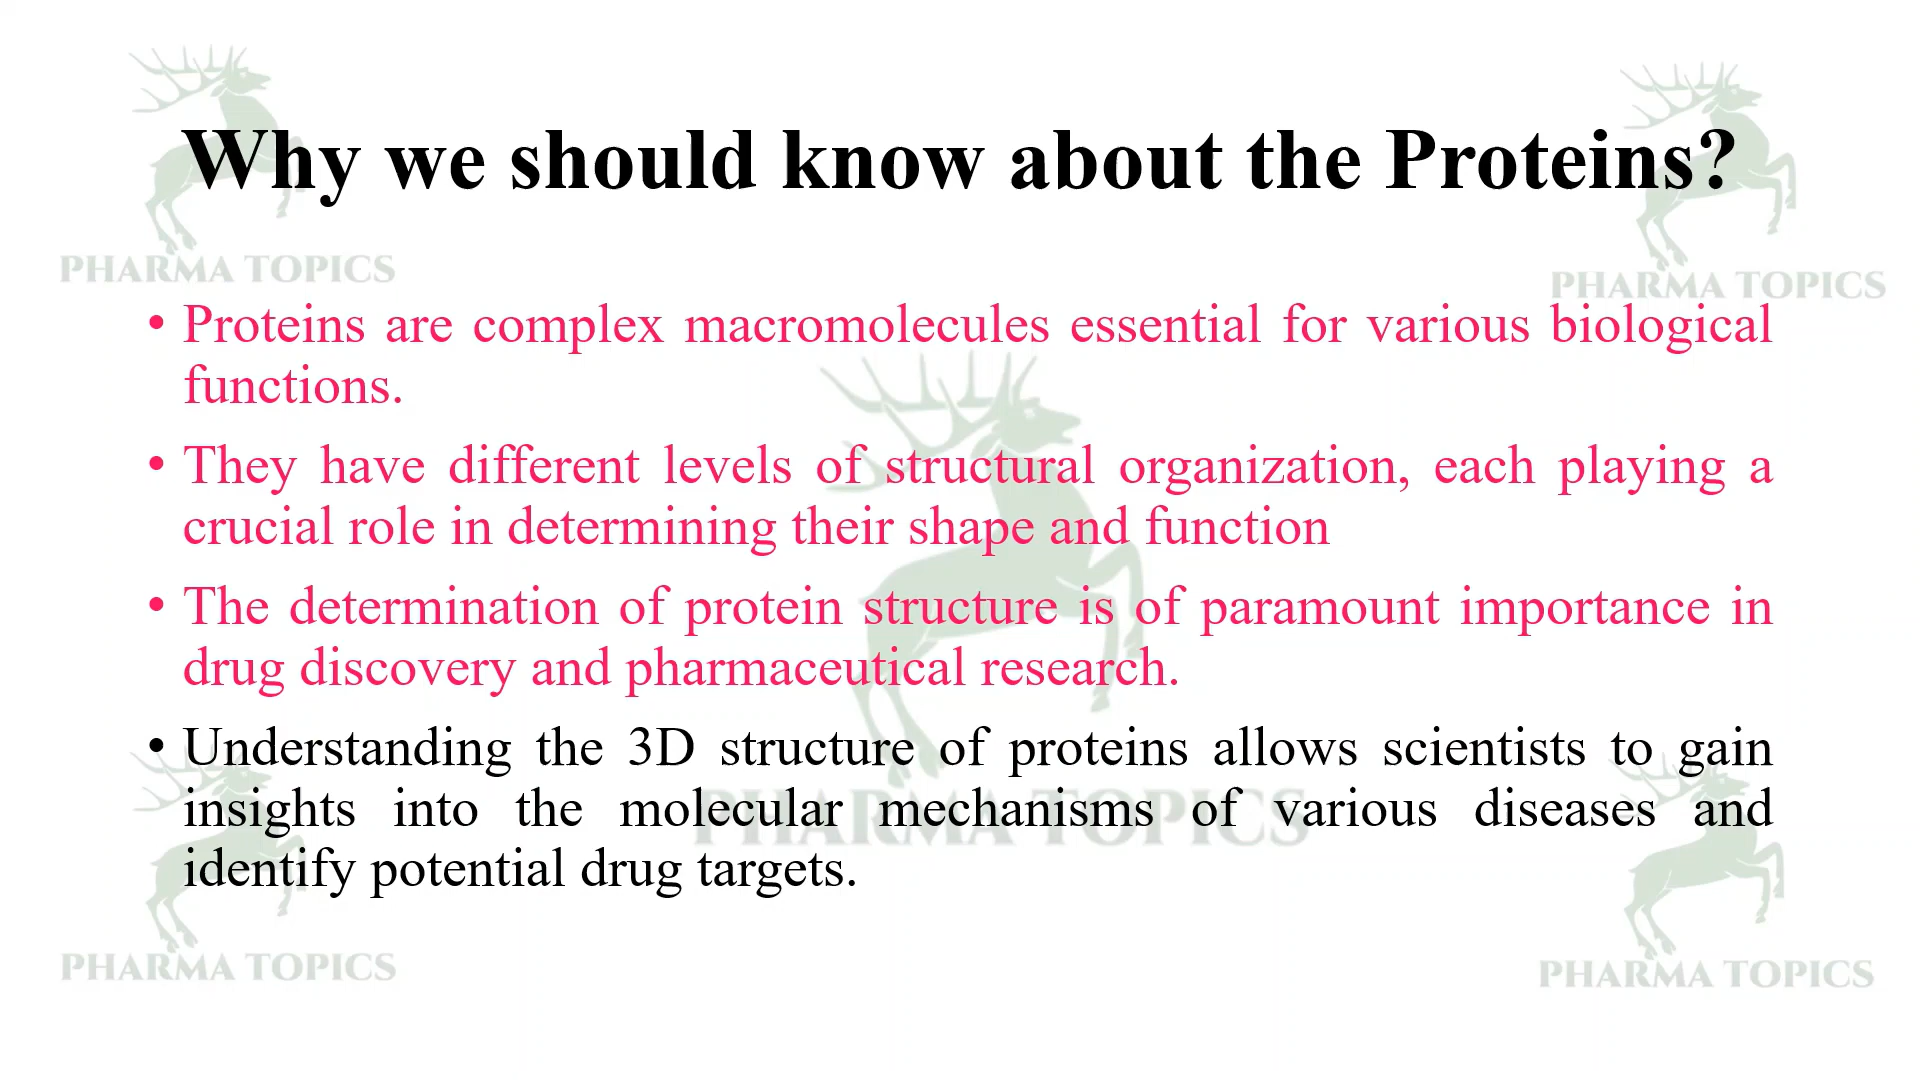 Why we should know about the Proteins?
PHARMA TOPICS
PHARMA TOPICS
• Proteins are complex macromolecules essential for various biological
functions.
• They have different levels of structural organization, each playing a
crucial role in determining their shape and function
• The determination of protein structure is of paramount importance in
drug discovery and pharmaceutical research.
• Understanding the 3D structure of proteins allows scientists to gain
insights into the molecular mechanisms of various diseases and
PHARMA TOPICS
identify potential drug targets.
PHARMA TOPICS
PHARMA TOPICS